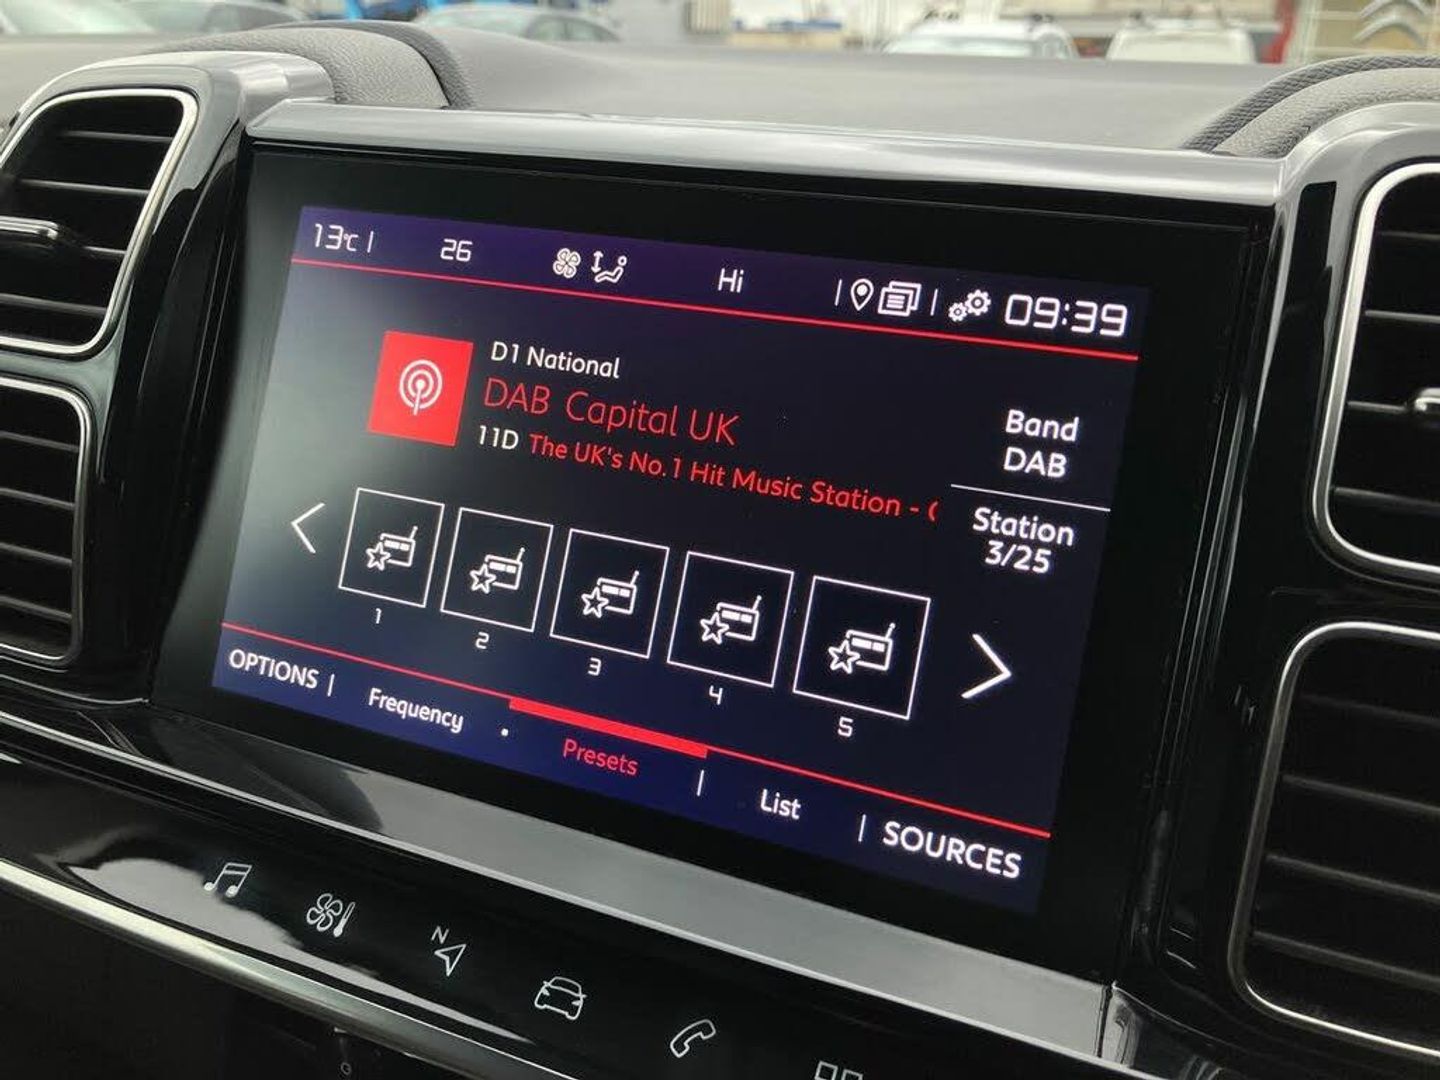 13°C 26 Hi 09:39
D1 National
DAB Capital UK
11D The UK's No.1 Hit Music Station -
Band
DAB
Station
3/25
1 2 3 4 5
OPTIONS Frequency Presets List SOURCES
N